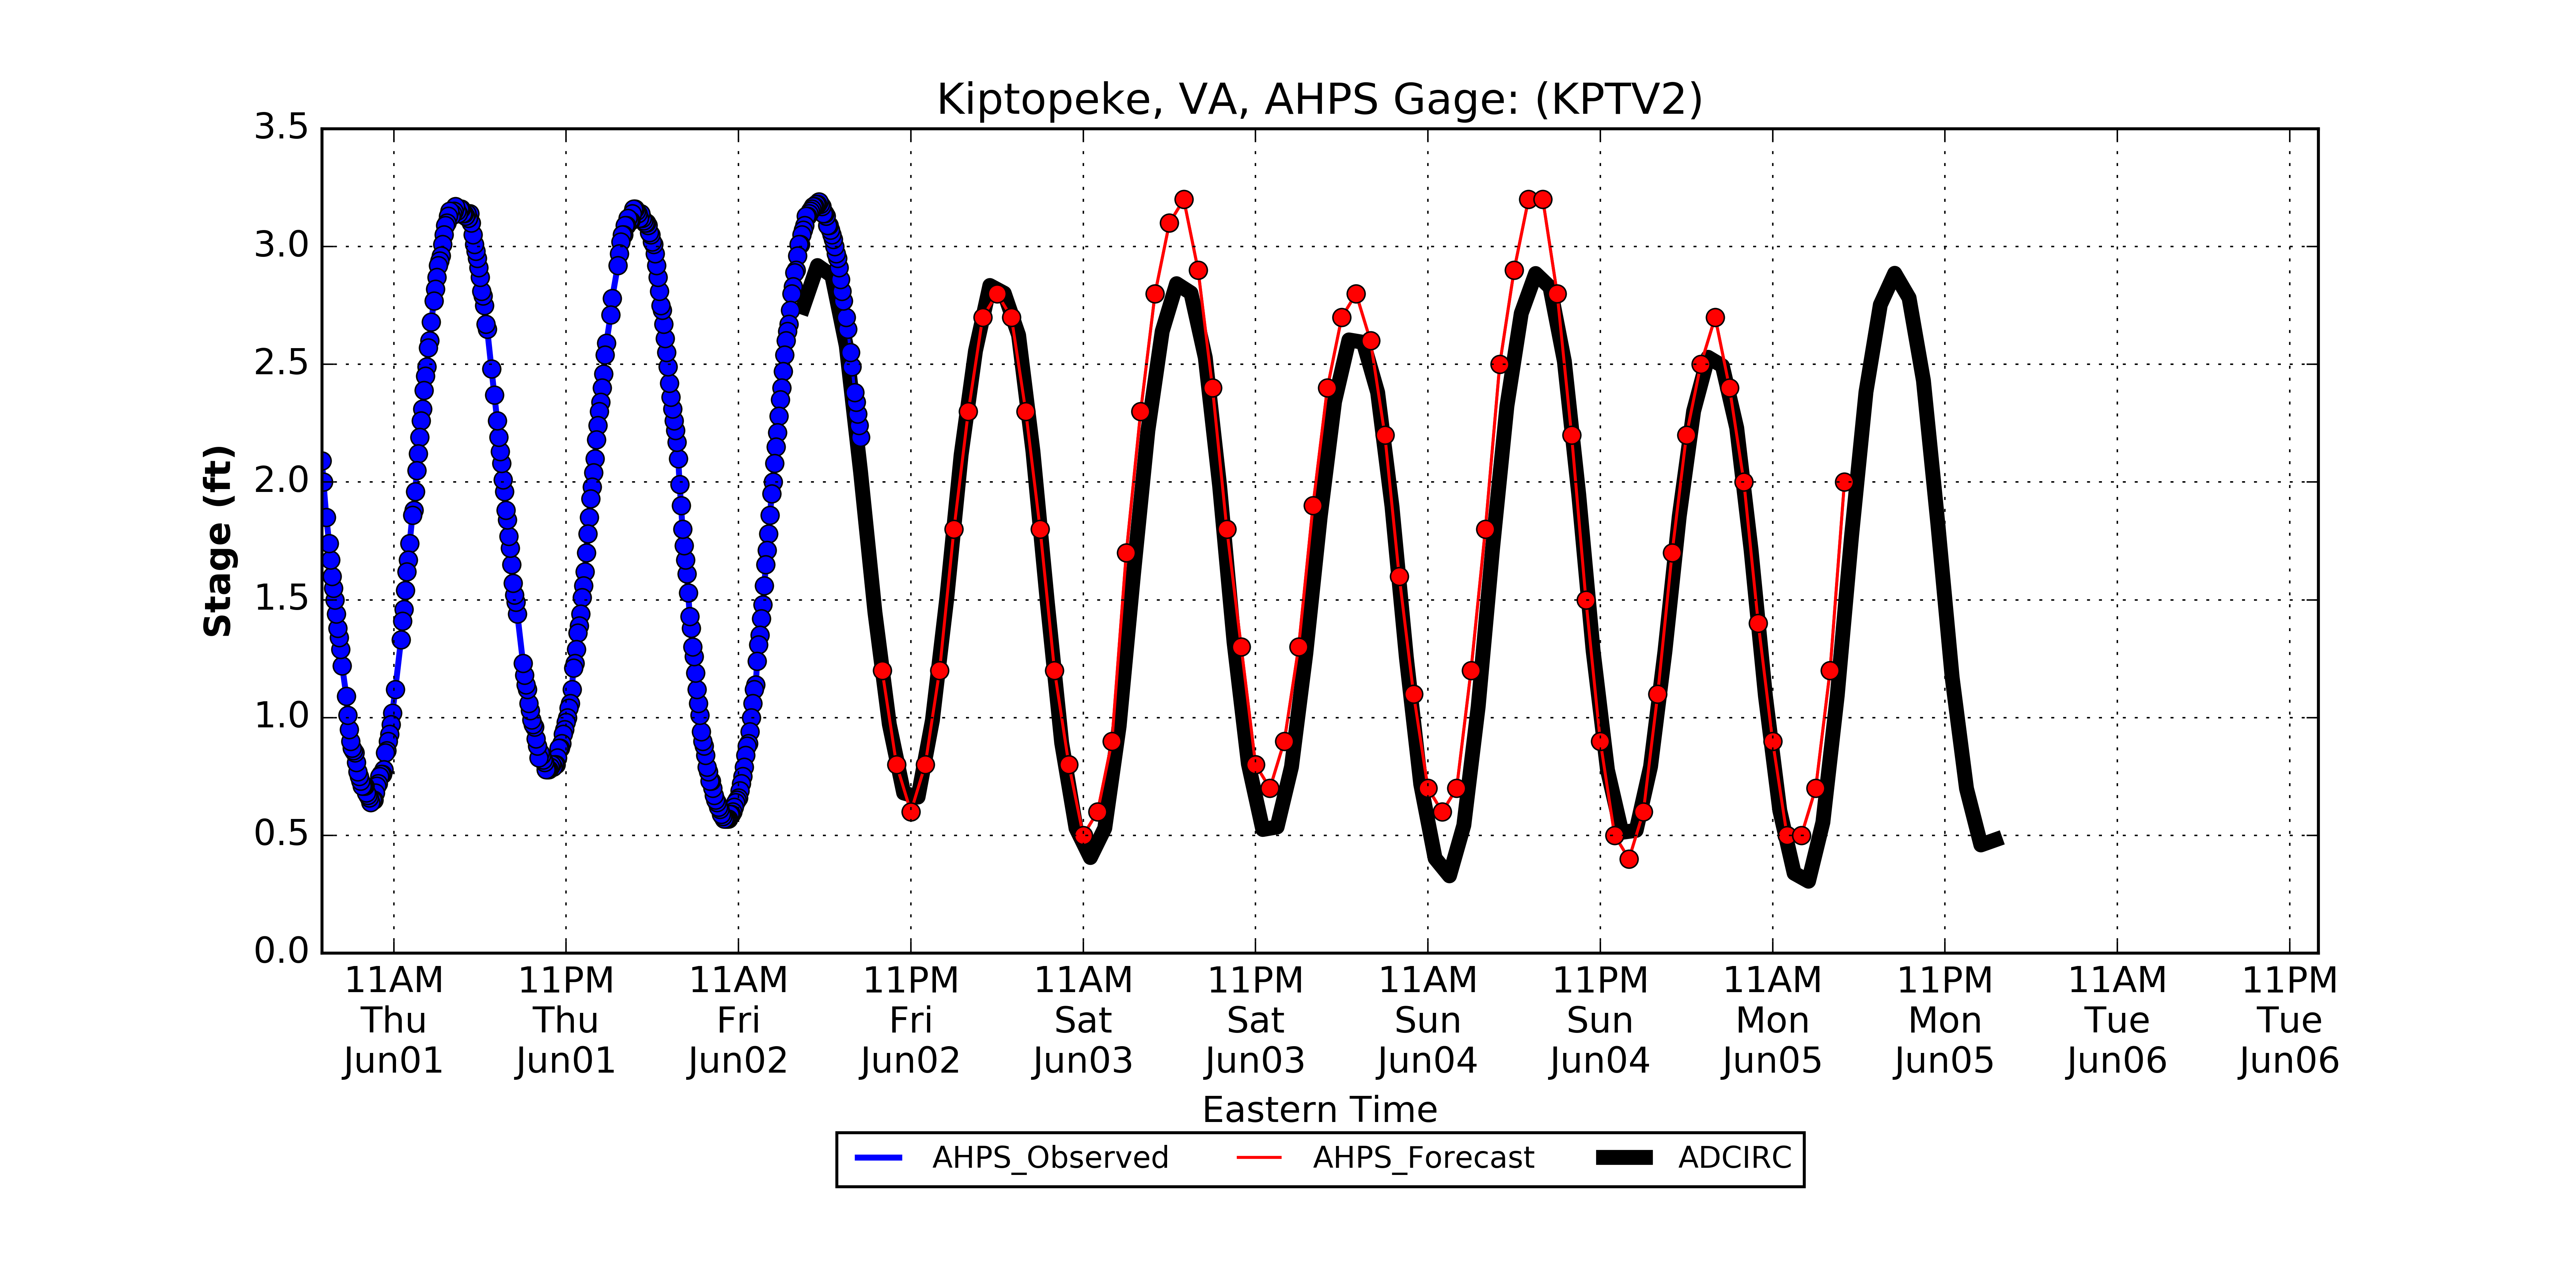 Kiptopeke, VA, AHPS Gage: (KPTV2)
Stage (ft)
3.5
3.0
2.5
2.0
1.5
1.0
0.5
0.0
11AM 11PM 11AM 11PM 11AM 11PM 11AM 11PM 11AM 11PM 11AM 11PM
Thu Thu Fri Fri Sat Sat Sun Sun Mon Mon Tue Tue
Jun01 Jun01 Jun02 Jun02 Jun03 Jun03 Jun04 Jun04 Jun05 Jun05 Jun06 Jun06
Eastern Time
AHPS_Observed AHPS_Forecast ADCIRC